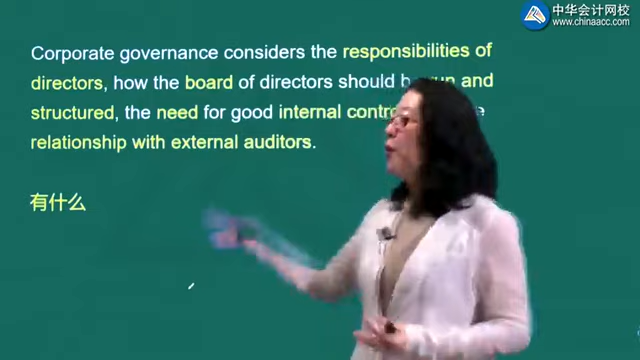 中华会计网校
www.chinaacc.com
Corporate governance considers the responsibilities of
directors, how the board of directors should and
structured, the need for good internal
relationship with external auditors.
有什么